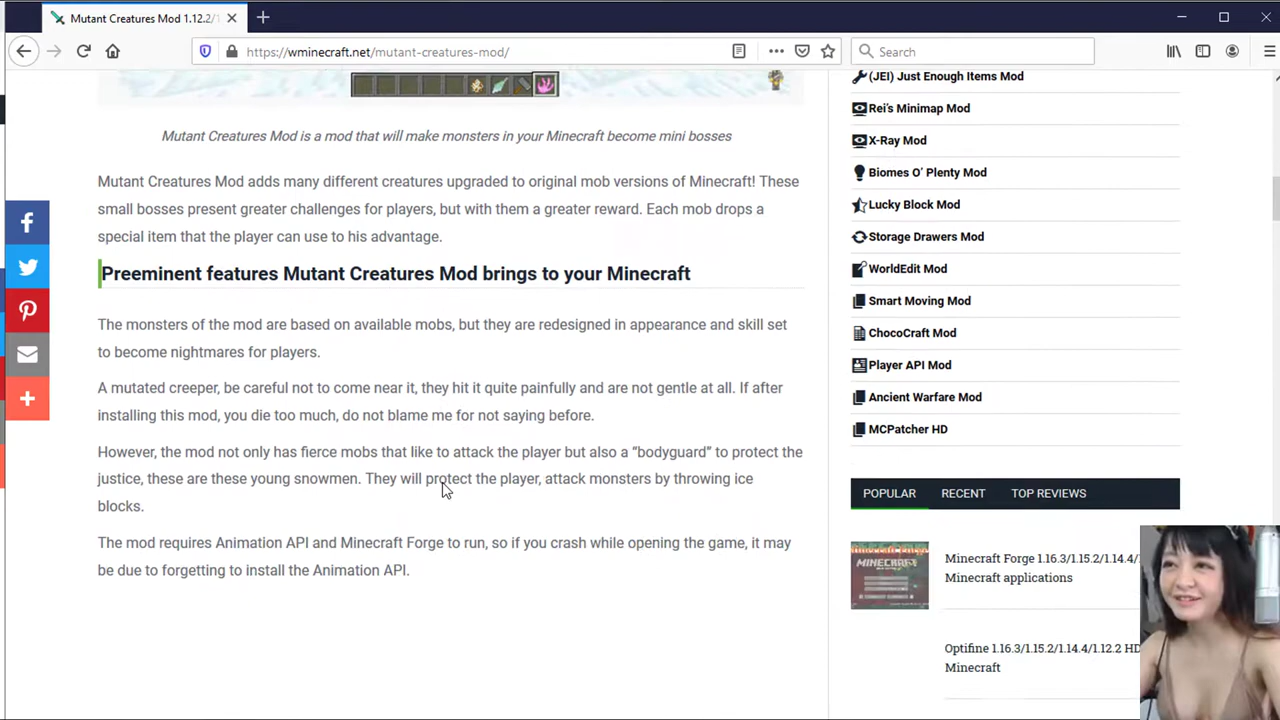 Mutant Creatures Mod 1.12.2/1
https://wminecraft.net/mutant-creatures-mod/
Search
Mutant Creatures Mod is a mod that will make monsters in your Minecraft become mini bosses
Mutant Creatures Mod adds many different creatures upgraded to original mob versions of Minecraft! These
small bosses present greater challenges for players, but with them a greater reward. Each mob drops a
special item that the player can use to his advantage.
Preeminent features Mutant Creatures Mod brings to your Minecraft
The monsters of the mod are based on available mobs, but they are redesigned in appearance and skill set
to become nightmares for players.
A mutated creeper, be careful not to come near it, they hit it quite painfully and are not gentle at all. If after
installing this mod, you die too much, do not blame me for not saying before.
However, the mod not only has fierce mobs that like to attack the player but also a “bodyguard” to protect the
justice, these are these young snowmen. They will protect the player, attack monsters by throwing ice
blocks.
The mod requires Animation API and Minecraft Forge to run, so if you crash while opening the game, it may
be due to forgetting to install the Animation API.
(JEI) Just Enough Items Mod
Rei’s Minimap Mod
X-Ray Mod
Biomes O’ Plenty Mod
Lucky Block Mod
Storage Drawers Mod
WorldEdit Mod
Smart Moving Mod
ChocoCraft Mod
Player API Mod
Ancient Warfare Mod
MCPatcher HD
POPULAR RECENT TOP REVIEWS
Minecraft Forge
MINECRAFT
Minecraft Forge 1.16.3/1.15.2/1.14.4/
Minecraft applications
Optifine 1.16.3/1.15.2/1.14.4/1.12.2 HD
Minecraft